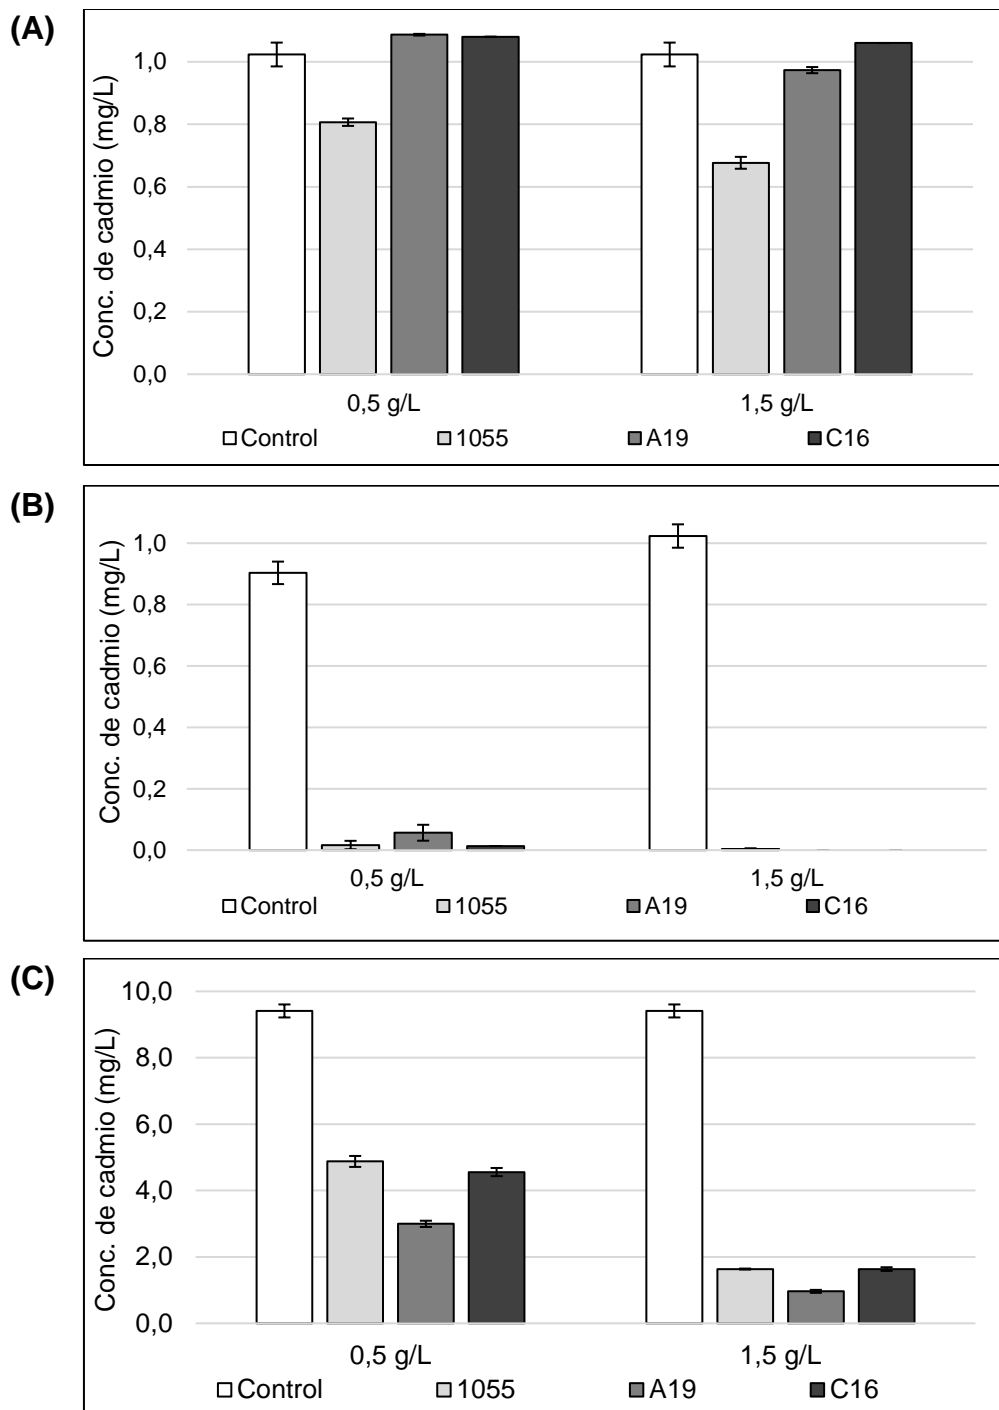 (A)
Conc. de cadmio (mg/L)
1,0
0,8
0,6
0,4
0,2
0,0
0,5 g/L 1,5 g/L
Control 1055 A19 C16
(B)
Conc. de cadmio (mg/L)
1,0
0,8
0,6
0,4
0,2
0,0
0,5 g/L 1,5 g/L
Control 1055 A19 C16
(C)
Conc. de cadmio (mg/L)
10,0
8,0
6,0
4,0
2,0
0,0
0,5 g/L 1,5 g/L
Control 1055 A19 C16